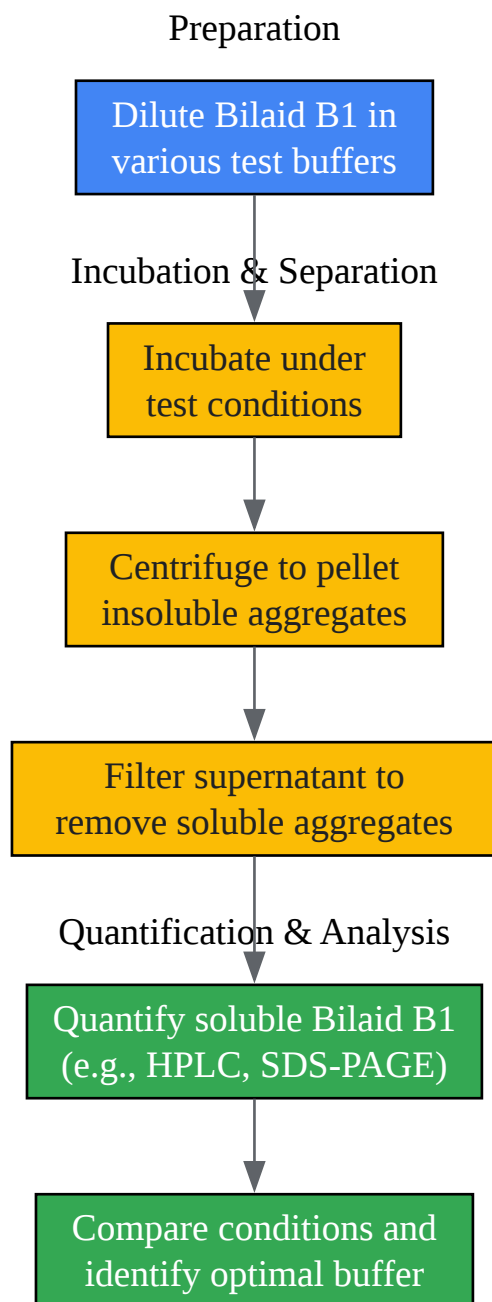 Preparation
Dilute Bilaid B1 in
various test buffers
Incubation & Separation
Incubate under
test conditions
Centrifuge to pellet
insoluble aggregates
Filter supernatant to
remove soluble aggregates
Quantification & Analysis
Quantify soluble Bilaid B1
(e.g., HPLC, SDS-PAGE)
Compare conditions and
identify optimal buffer